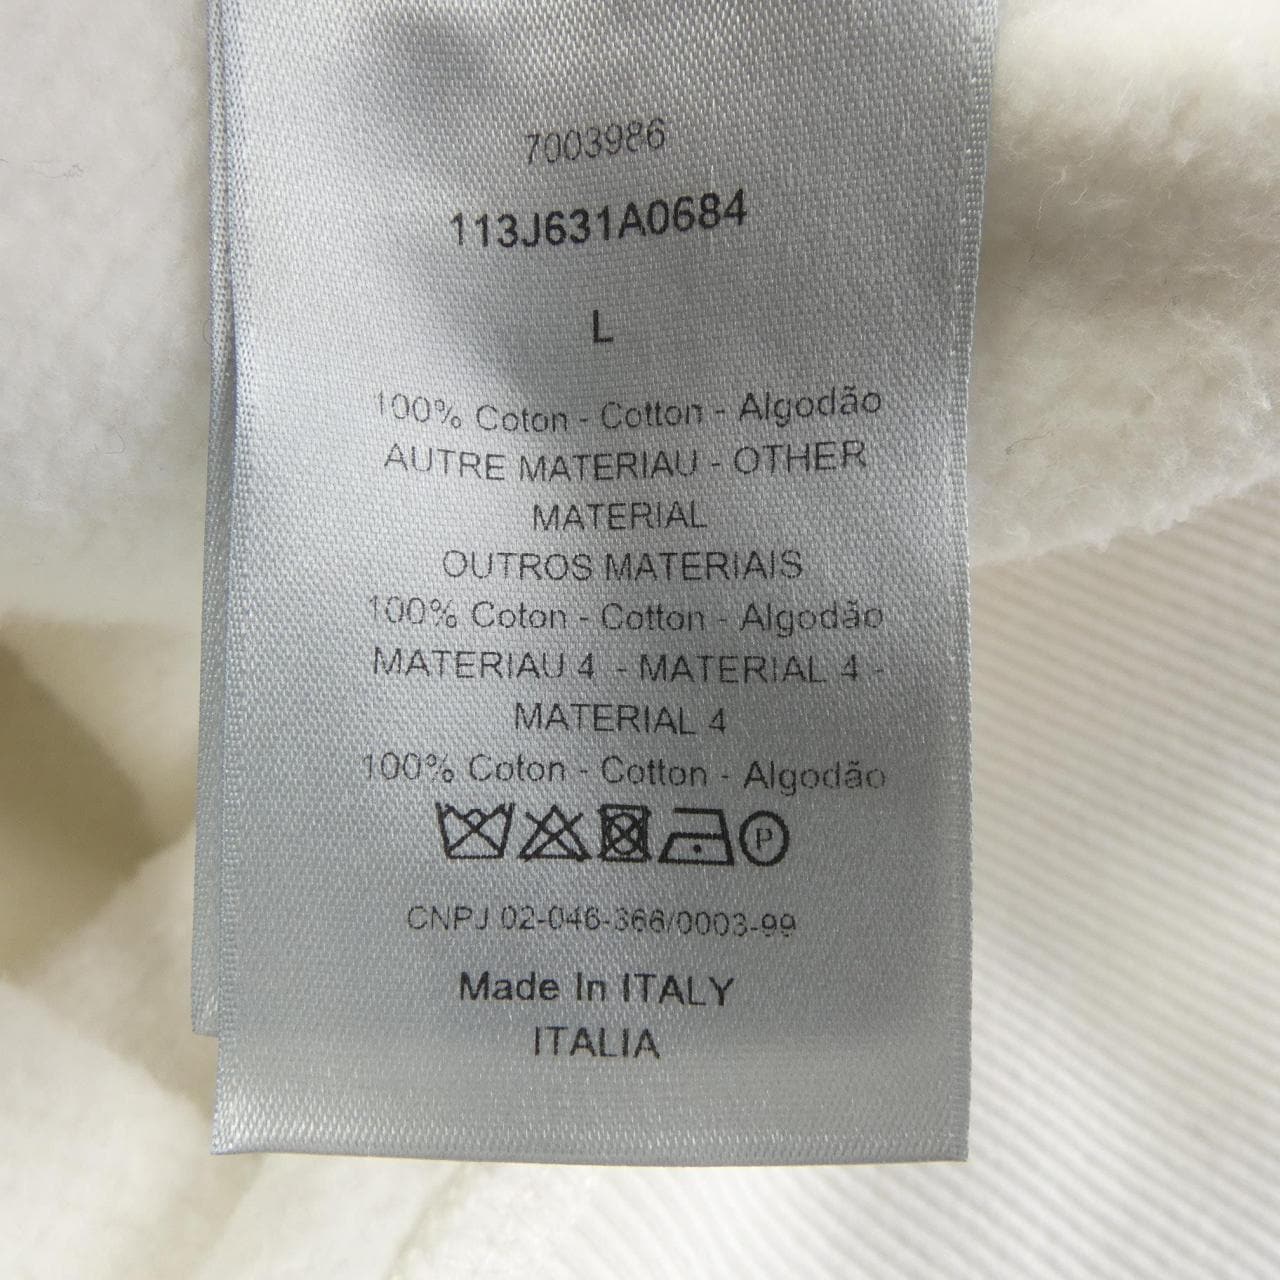 7003986
113J631A0684
L
100% Coton - Cotton - Algodão
AUTRE MATERIAU - OTHER
MATERIAL
OUTROS MATERIAIS
100% Coton - Cotton - Algodão
MATERIAU 4 - MATERIAL 4 -
MATERIAL 4
100% Coton - Cotton - Algodão
P
CNPJ 02-046-366/0003-99
Made In ITALY
ITALIA